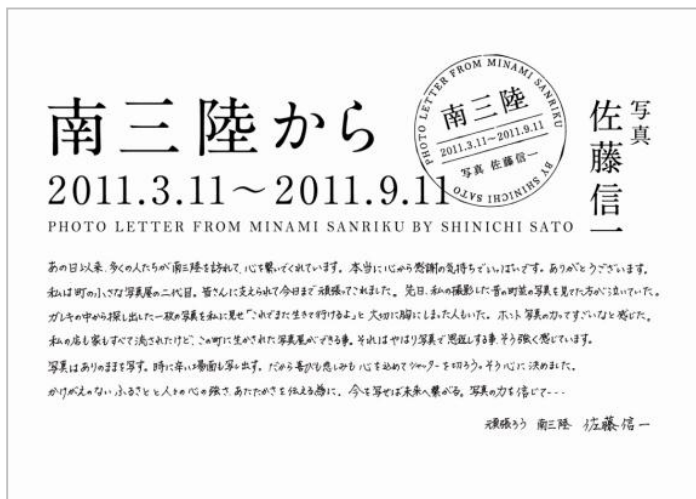 南三陸から
2011.3.11〜2011.9.11
PHOTO LETTER FROM MINAMI SANRIKU BY SHINICHI SATO
PHOTO LETTER FROM MINAMI SANRIKU
南三陸
2011.3.11〜2011.9.11
写真 佐藤信一
BY SHINICHI SATO
写真
佐藤信一
あの日以来、多くの人たちが南三陸を訪れて、心を繋いでくれています。本当に心から感謝の気持ちでいっぱいです。ありがとうございます。
私は町の小さな写真屋の二代目。皆さんに支えられて今日まで頑張ってこれました。先日、私の撮影した昔の町並の写真を見てた方がこう泣いていた。
ガレキの中から探し出した一枚の写真を私に見せ「これでまた生きて行けるよ」と大切に胸にしまった人もいた。ホント写真の力ってすごいなと感じた。
私の店も家もすべて流されたけど、この町に生かされた写真屋ができる事。それはやはり写真で恩返しする事、そう強く感じています。
写真はありのままを写す。時に辛い場面も写し出す。だから喜びも悲しみも心を込めてシャッターを切ろう。そう心に決めました。
かけがえのないふるさとと人々の心の強さ、あたたかさを伝える為に。今を写せば未来へ繋がる。写真の力を信じて---
頑張ろう 南三陸 佐藤信一